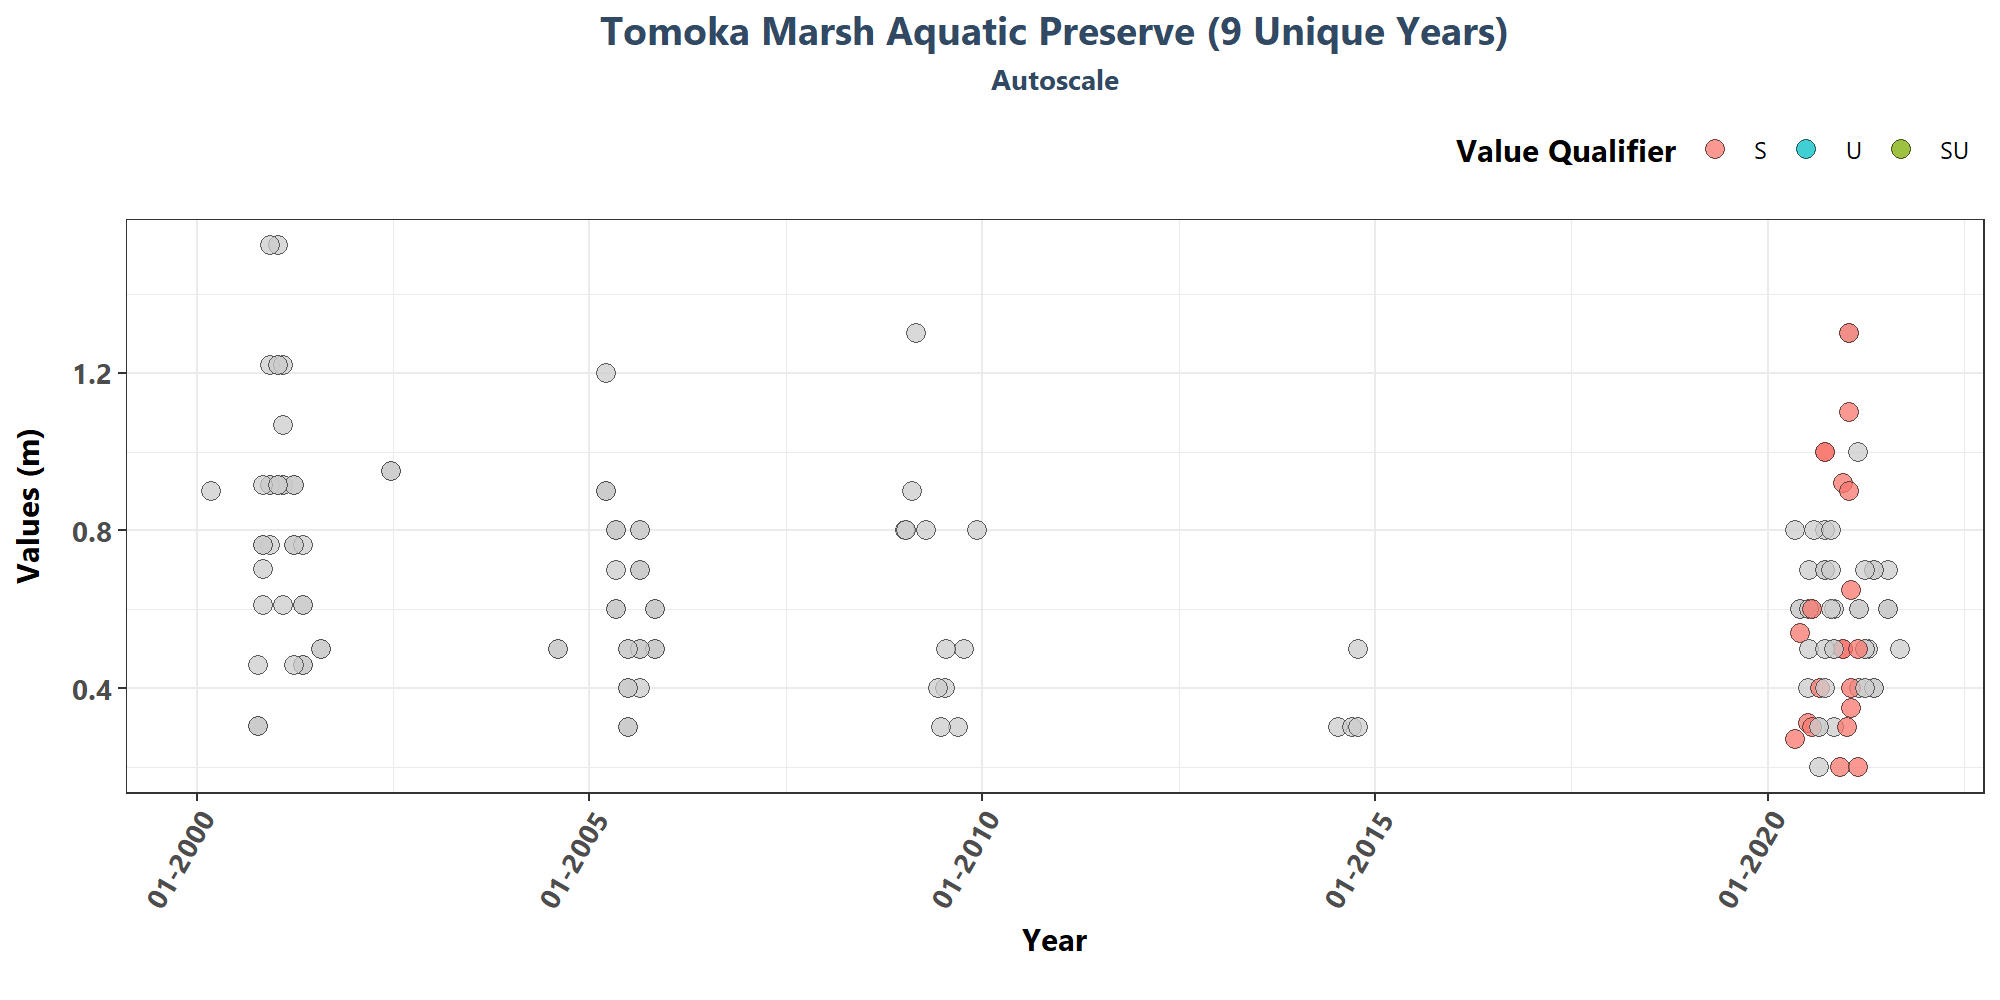 Tomoka Marsh Aquatic Preserve (9 Unique Years)
Autoscale
Value Qualifier S U SU
Values (m)
1.2
0.8
0.4
01-2000 01-2005 01-2010 01-2015 01-2020
Year